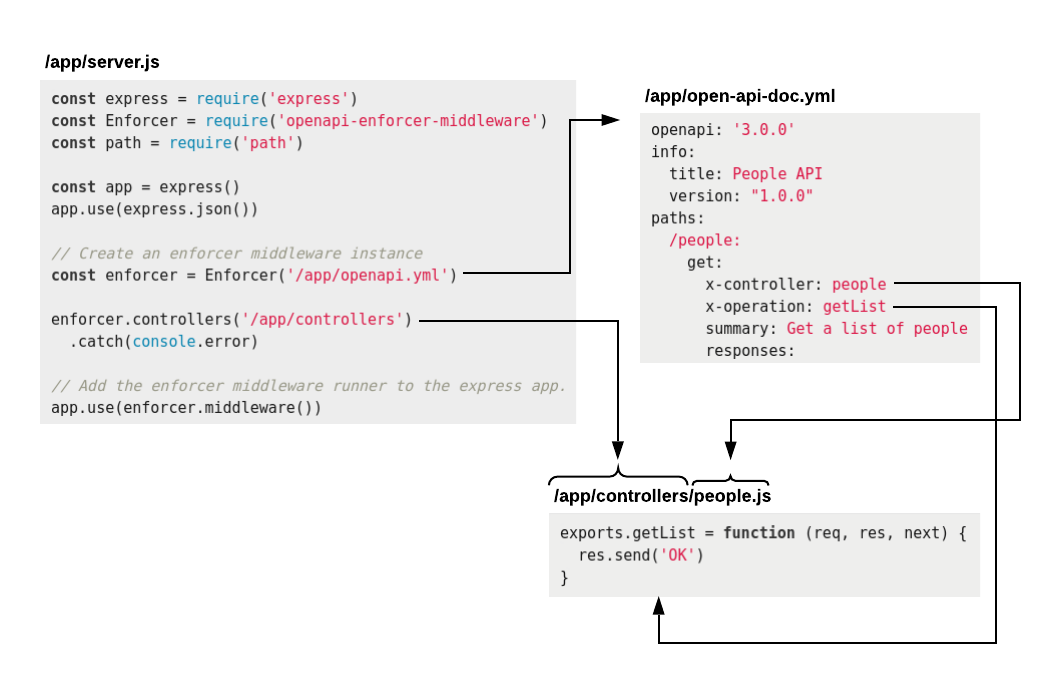 /app/server.js
const express = require('express')
const Enforcer = require('openapi-enforcer-middleware')
const path = require('path')
const app = express()
app.use(express.json())
// Create an enforcer middleware instance
const enforcer = Enforcer('/app/openapi.yml')
enforcer.controllers('/app/controllers')
  .catch(console.error)
// Add the enforcer middleware runner to the express app.
app.use(enforcer.middleware())
/app/open-api-doc.yml
openapi: '3.0.0'
info:
  title: People API
  version: "1.0.0"
paths:
  /people:
    get:
      x-controller: people
      x-operation: getList
      summary: Get a list of people
      responses:
/app/controllers/people.js
exports.getList = function (req, res, next) {
  res.send('OK')
}